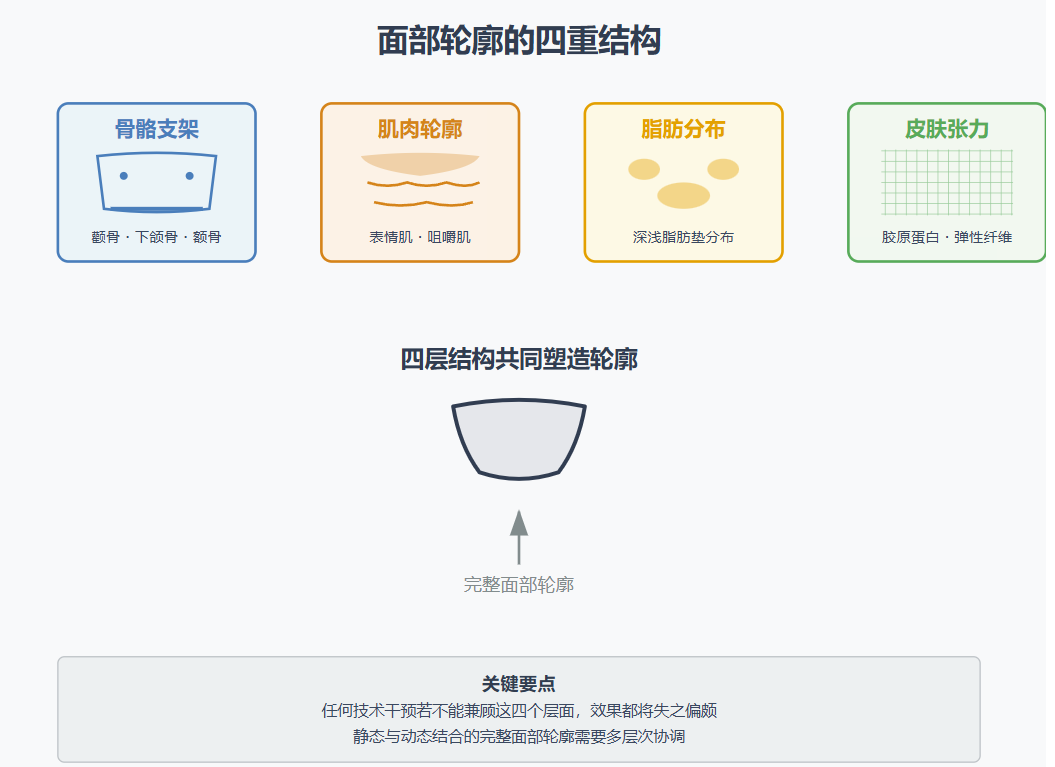 面部轮廓的四重结构
骨骼支架
颧骨 · 下颌骨 · 额骨
肌肉轮廓
表情肌 · 咀嚼肌
脂肪分布
深浅脂肪垫分布
皮肤张力
胶原蛋白 · 弹性纤维
四层结构共同塑造轮廓
完整面部轮廓
关键要点
任何技术干预若不能兼顾这四个层面，效果都将失之偏颇
静态与动态结合的完整面部轮廓需要多层次协调